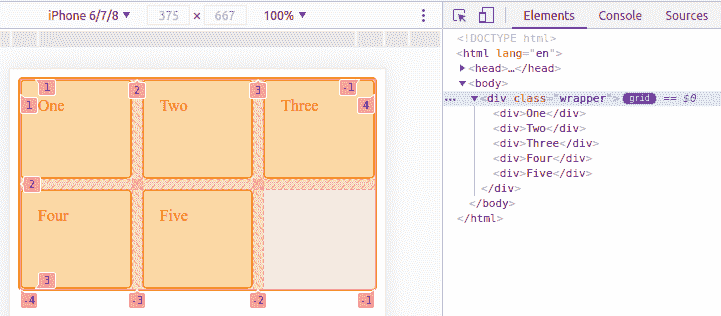 iPhone 6/7/8 ▼ 375 × 667 100% ▼ ⋮
Elements Console Sources
<!DOCTYPE html>
<html lang="en">
▶<head>…</head>
▼<body>
… ▼<div class="wrapper"> grid == $0
<div>One</div>
<div>Two</div>
<div>Three</div>
<div>Four</div>
<div>Five</div>
</div>
</body>
</html>
1 2 3 -1
1 One Two Three 4
2
Four Five
3
-4 -3 -2 -1